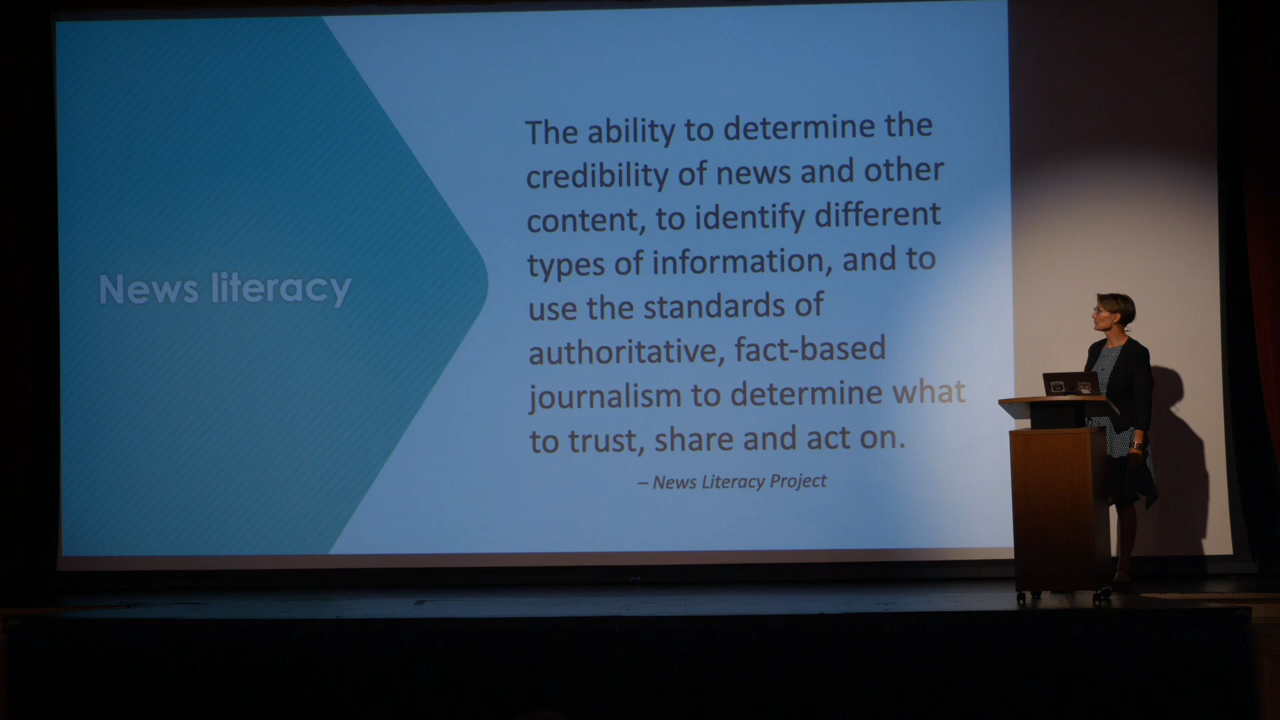 News literacy
The ability to determine the
credibility of news and other
content, to identify different
types of information, and to
use the standards of
authoritative, fact-based
journalism to determine what
to trust, share and act on.
– News Literacy Project